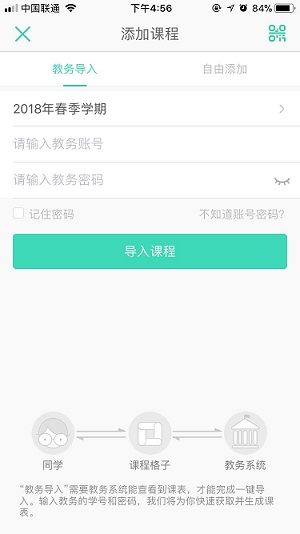 中国联通 下午4:56 84%
添加课程
教务导入 自由添加
2018年春季学期
请输入教务账号
请输入教务密码
记住密码 不知道账号密码?
导入课程
同学 课程格子 教务系统
“教务导入”需要教务系统能查看到课表，才能完成一键导
入。输入教务的学号和密码，我们将为你快速获取并生成课
表。